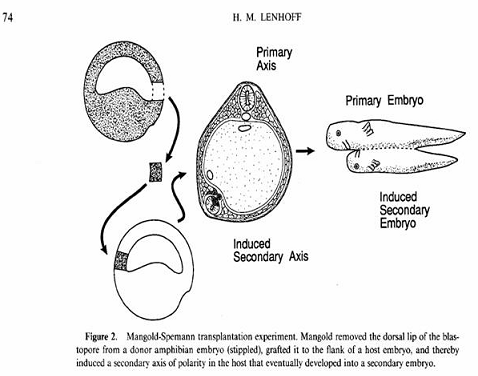 74
H. M. LENHOFF
Primary
Axis
Primary Embryo
Induced
Secondary
Embryo
Induced
Secondary Axis
Figure 2. Mangold-Spemann transplantation experiment. Mangold removed the dorsal lip of the blas-
topore from a donor amphibian embryo (stippled), grafted it to the flank of a host embryo, and thereby
induced a secondary axis of polarity in the host that eventually developed into a secondary embryo.